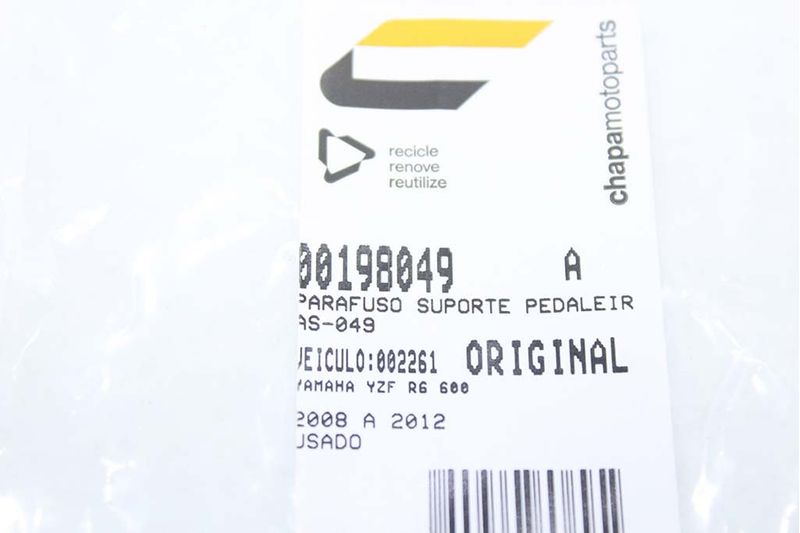 chapamotoparts
recicle
renove
reutilize
00198049 A
PARAFUSO SUPORTE PEDALEIR
AS-049
VEICULO:002261 ORIGINAL
YAMAHA YZF R6 600
2008 A 2012
USADO